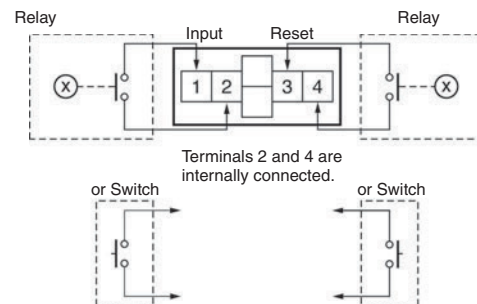 Relay
Relay
Input
Reset
X
1
2
3
4
X
Terminals 2 and 4 are
internally connected.
or Switch
or Switch